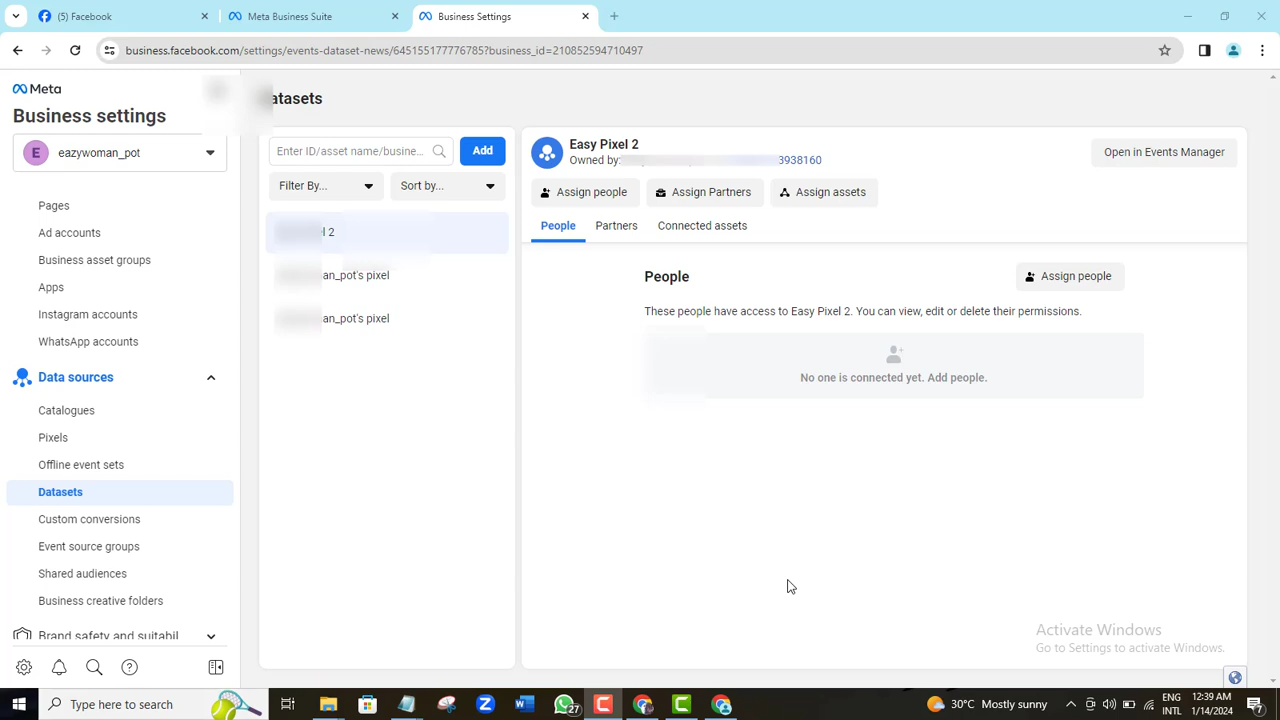 (5) Facebook
Meta Business Suite
Business Settings
business.facebook.com/settings/events-dataset-news/645155177776785?business_id=210852594710497
Meta
Business settings
E eazywoman_pot
Pages
Ad accounts
Business asset groups
Apps
Instagram accounts
WhatsApp accounts
Data sources
Catalogues
Pixels
Offline event sets
Datasets
Custom conversions
Event source groups
Shared audiences
Business creative folders
Brand safety and suitabil
atasets
Enter ID/asset name/busine...
Add
Filter By...
Sort by...
l 2
an_pot's pixel
an_pot's pixel
Easy Pixel 2
Owned by: 3938160
Open in Events Manager
Assign people
Assign Partners
Assign assets
People
Partners
Connected assets
People
Assign people
These people have access to Easy Pixel 2. You can view, edit or delete their permissions.
No one is connected yet. Add people.
Activate Windows
Go to Settings to activate Windows.
Type here to search
27
30°C Mostly sunny
ENG
INTL
12:39 AM
1/14/2024